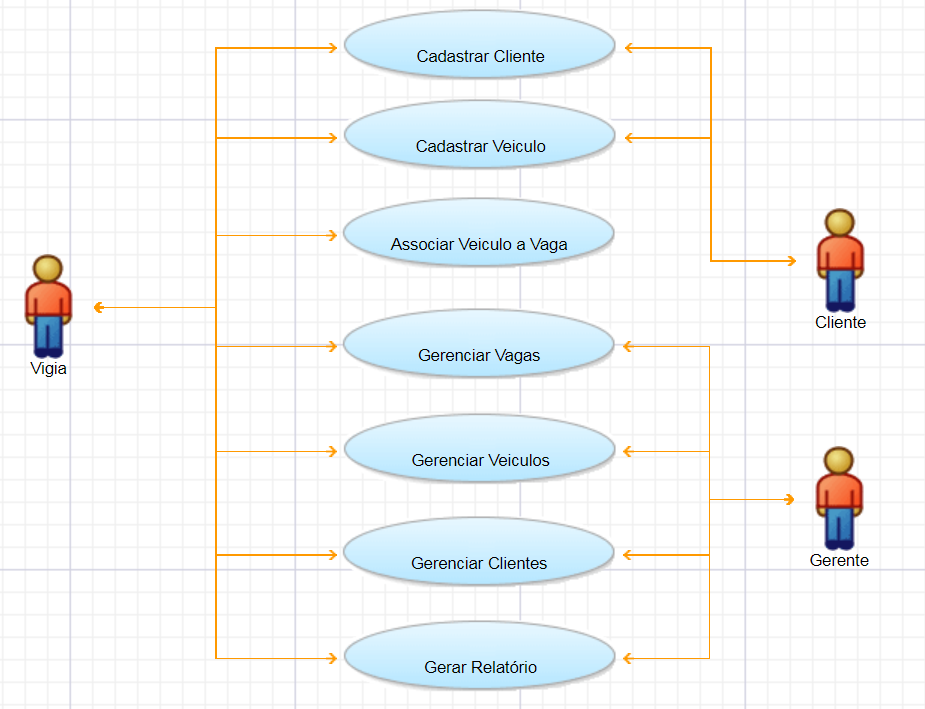 Cadastrar Cliente
Cadastrar Veiculo
Associar Veiculo a Vaga
Cliente
Gerenciar Vagas
Vigia
Gerenciar Veiculos
Gerenciar Clientes
Gerente
Gerar Relatório